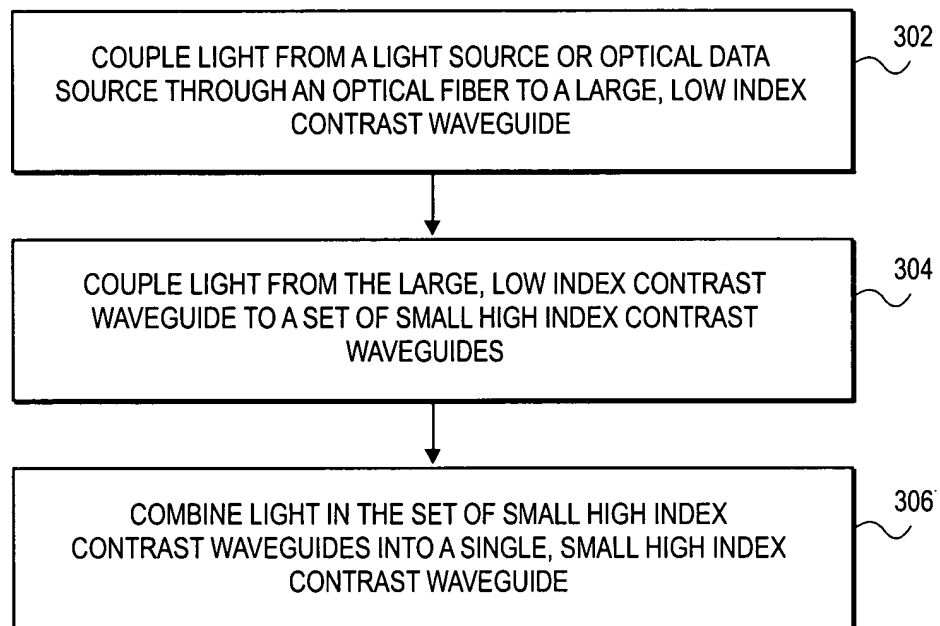 COUPLE LIGHT FROM A LIGHT SOURCE OR OPTICAL DATA
SOURCE THROUGH AN OPTICAL FIBER TO A LARGE, LOW INDEX
CONTRAST WAVEGUIDE
302
COUPLE LIGHT FROM THE LARGE, LOW INDEX CONTRAST
WAVEGUIDE TO A SET OF SMALL HIGH INDEX CONTRAST
WAVEGUIDES
304
COMBINE LIGHT IN THE SET OF SMALL HIGH INDEX
CONTRAST WAVEGUIDES INTO A SINGLE, SMALL HIGH INDEX
CONTRAST WAVEGUIDE
306